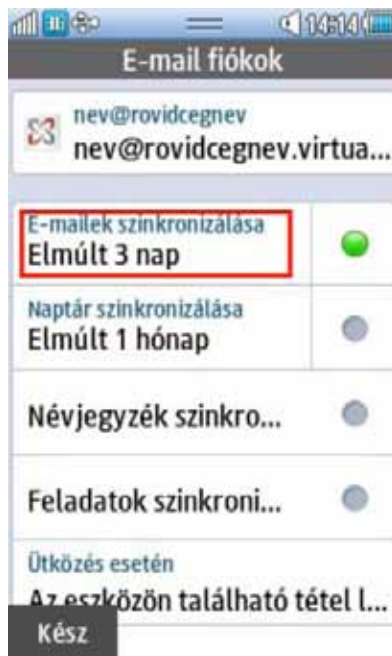 3G 14:14
E-mail fiókok
nev@rovidcegnev
nev@rovidcegnev.virtua...
E-mailek szinkronizálása
Elmúlt 3 nap
Naptár szinkronizálása
Elmúlt 1 hónap
Névjegyzék szinkro...
Feladatok szinkroni...
Ütközés esetén
Az eszközön található tétel l...
Kész